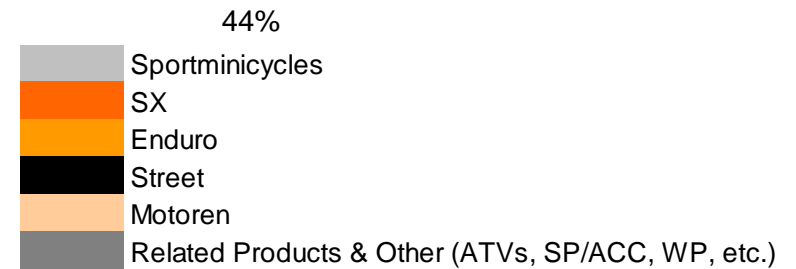 44%
Sportminicycles
SX
Enduro
Street
Motoren
Related Products & Other (ATVs, SP/ACC, WP, etc.)